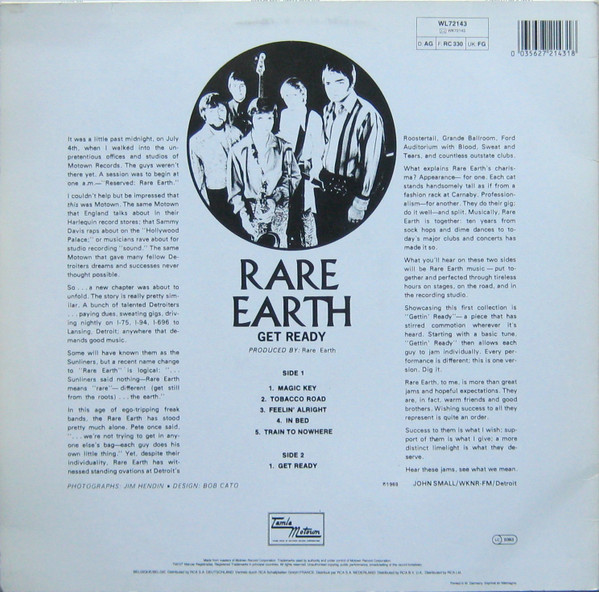 WL72143
WL72143
D: AG F: RC 330 UK: FG
0 035627 214318
It was a little past midnight, on July
4th, when I walked into the un-
pretentious offices and studios of
Motown Records. The guys weren't
there yet. A session was to begin at
one a.m.—"Reserved: Rare Earth."
I couldn't help but be impressed that
this was Motown. The same Motown
that England talks about in their
Harlequin record stores; that Sammy
Davis raps about on the "Hollywood
Palace;" or musicians rave about for
studio recording "sound." The same
Motown that gave many fellow De-
troiters dreams and successes never
thought possible.
So . . . a new chapter was about to
unfold. The story is really pretty sim-
ilar. A bunch of talented Detroiters
. . . paying dues, sweating gigs, driv-
ing nightly on I-75, I-94, I-696 to
Lansing, Detroit; anywhere that de-
mands good music.
Some will have known them as the
Sunliners, but a recent name change
to "Rare Earth" is logical: ". . .
Sunliners said nothing—Rare Earth
means "rare"— different (get still
from the roots) . . . the earth."
In this age of ego-tripping freak
bands, the Rare Earth has stood
pretty much alone. Pete once said,
". . . we're not trying to get in any-
one else's bag—each guy does his
own little thing." Yet, despite their
individuality, Rare Earth has wit-
nessed standing ovations at Detroit's
PHOTOGRAPHS: JIM HENDIN • DESIGN: BOB CATO
RARE
EARTH
GET READY
PRODUCED BY: Rare Earth
SIDE 1
1. MAGIC KEY
2. TOBACCO ROAD
3. FEELIN' ALRIGHT
4. IN BED
5. TRAIN TO NOWHERE
SIDE 2
1. GET READY
Roostertail, Grande Ballroom, Ford
Auditorium with Blood, Sweat and
Tears, and countless outstate clubs.
What explains Rare Earth's charis-
ma? Appearance— for one. Each cat
stands handsomely tall as if from a
fashion rack at Carnaby. Profession-
alism—for another. They do their gig;
do it well—and split. Musically, Rare
Earth is together: ten years from
sock hops and dime dances to to-
day's major clubs and concerts has
made it so.
What you'll hear on these two sides
will be Rare Earth music — put to-
gether and perfected through tireless
hours on stages, on the road, and in
the recording studio.
Showcasing this first collection is
"Gettin' Ready"— a piece that has
stirred commotion wherever it's
heard. Starting with a basic tune,
"Gettin' Ready" then allows each
guy to jam individually. Every per-
formance is different; this is one ver-
sion. Dig it.
Rare Earth, to me, is more than great
jams and hopeful expectations. They
are, in fact, warm friends and good
brothers. Wishing success to all they
represent is quite an order.
Success to them is what I wish; sup-
port of them is what I give; a more
distinct limelight is what they de-
serve.
Hear these jams, see what we mean.
JOHN SMALL/WKNR-FM/Detroit
Tamla
Motown